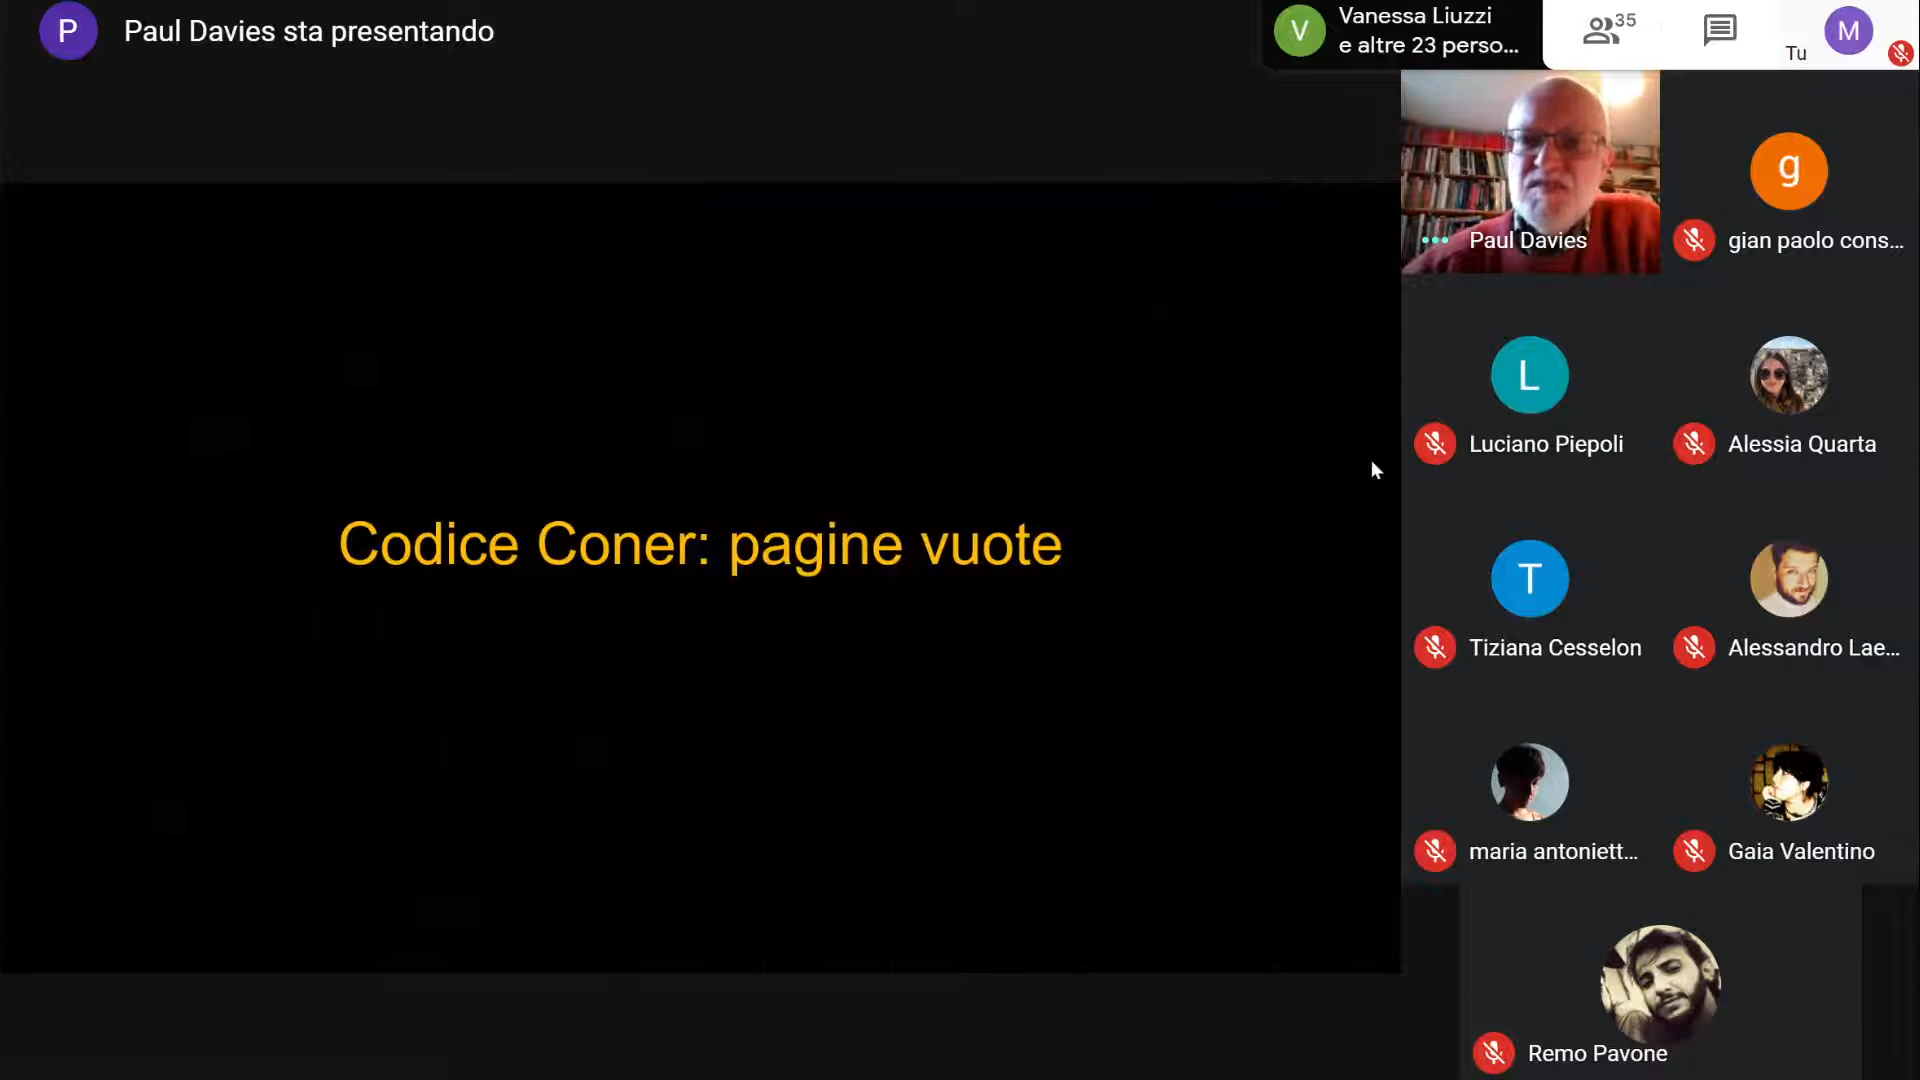 P
Paul Davies sta presentando
V
Vanessa Liuzzi
e altre 23 perso...
35
Tu
M
Paul Davies
g
gian paolo cons...
L
Luciano Piepoli
Alessia Quarta
Codice Coner: pagine vuote
T
Tiziana Cesselon
Alessandro Lae...
maria antoniett...
Gaia Valentino
Remo Pavone